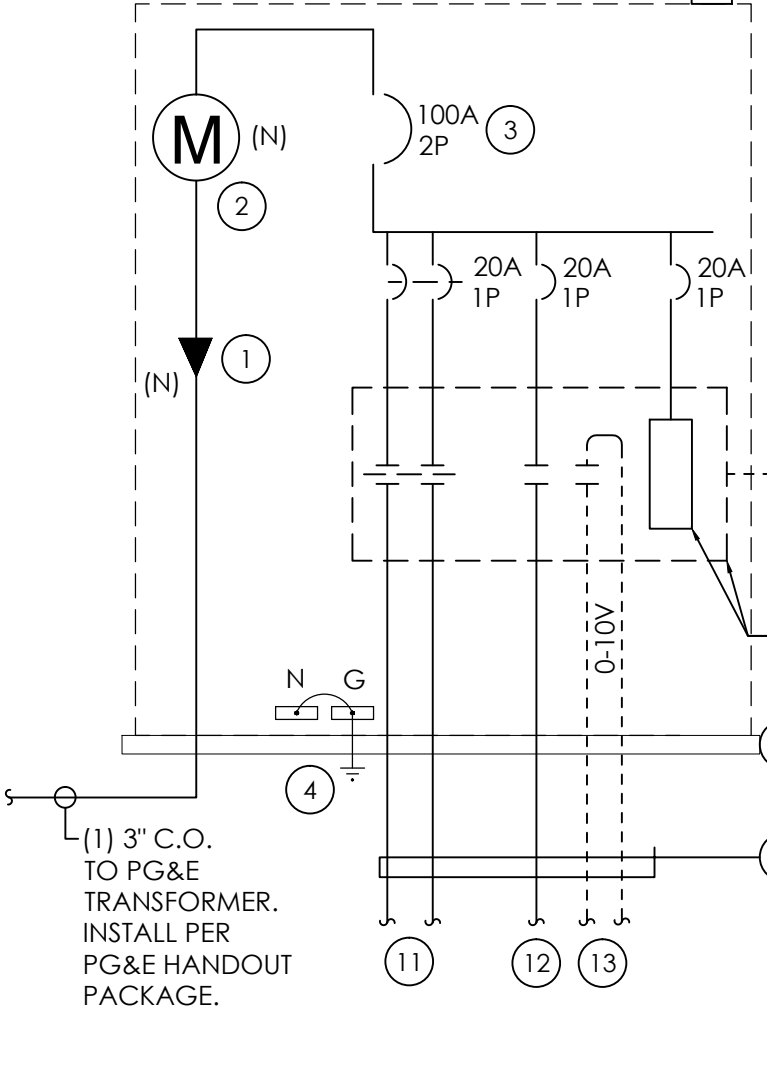 M
(N)
100A
2P
3
2
20A
1P
20A
1P
20A
1P
1
(N)
0-10V
N G
4
(1) 3" C.O.
TO PG&E
TRANSFORMER.
INSTALL PER
PG&E HANDOUT
PACKAGE.
11
12
13